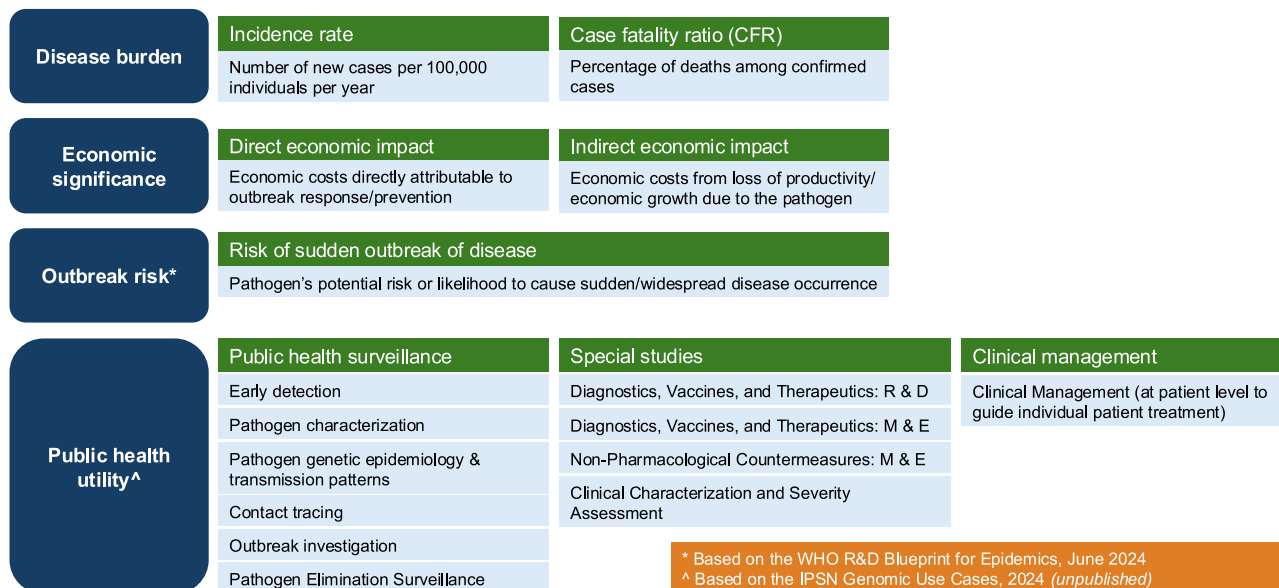 Disease burden
Incidence rate
Number of new cases per 100,000
individuals per year
Case fatality ratio (CFR)
Percentage of deaths among confirmed
cases
Economic
significance
Direct economic impact
Economic costs directly attributable to
outbreak response/prevention
Indirect economic impact
Economic costs from loss of productivity/
economic growth due to the pathogen
Outbreak risk*
Risk of sudden outbreak of disease
Pathogen’s potential risk or likelihood to cause sudden/widespread disease occurrence
Public health
utility^
Public health surveillance
Early detection
Pathogen characterization
Pathogen genetic epidemiology &
transmission patterns
Contact tracing
Outbreak investigation
Pathogen Elimination Surveillance
Special studies
Diagnostics, Vaccines, and Therapeutics: R & D
Diagnostics, Vaccines, and Therapeutics: M & E
Non-Pharmacological Countermeasures: M & E
Clinical Characterization and Severity
Assessment
Clinical management
Clinical Management (at patient level to
guide individual patient treatment)
* Based on the WHO R&D Blueprint for Epidemics, June 2024
^ Based on the IPSN Genomic Use Cases, 2024 (unpublished)